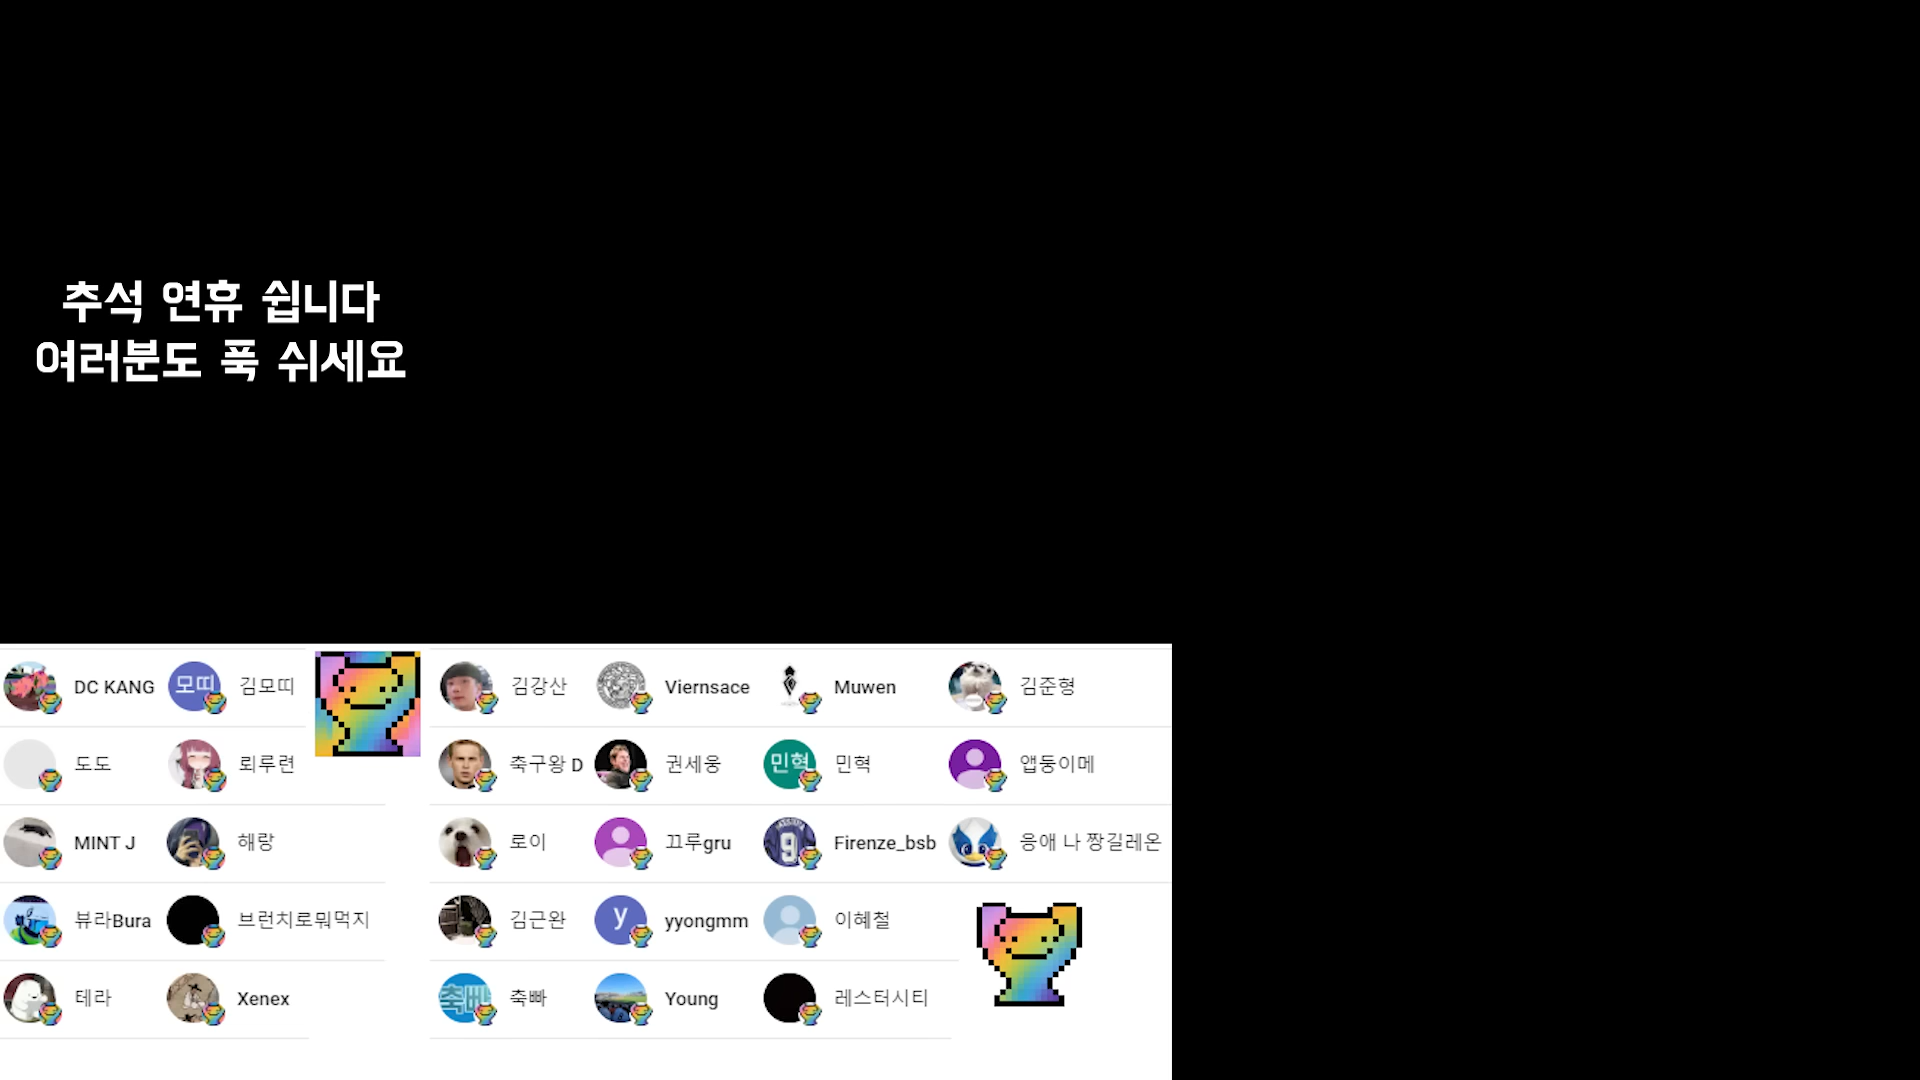 추석 연휴 쉽니다
여러분도 푹 쉬세요
DC KANG 모띠 김모띠 김강산 Viernsace Muwen 김준형
도도 뢰루련 축구왕 D 권세웅 민혁 민혁 앱둥이메
MINT J 해랑 로이 끄루gru 9 Firenze_bsb 응애 나 짱길레온
뷰라Bura 브런치로뭐먹지 김근완 y yyongmm 이혜철
테라 Xenex 축빠 축빠 Young 레스터시티